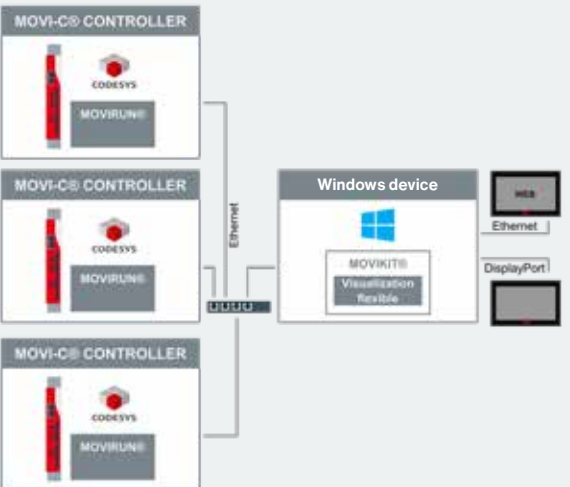 MOVI-C® CONTROLLER
CODESYS
MOVIRUN®
MOVI-C® CONTROLLER
CODESYS
MOVIRUN®
MOVI-C® CONTROLLER
CODESYS
MOVIRUN®
Ethernet
Windows device
MOVIKIT®
Visualization
flexible
WEB
Ethernet
DisplayPort